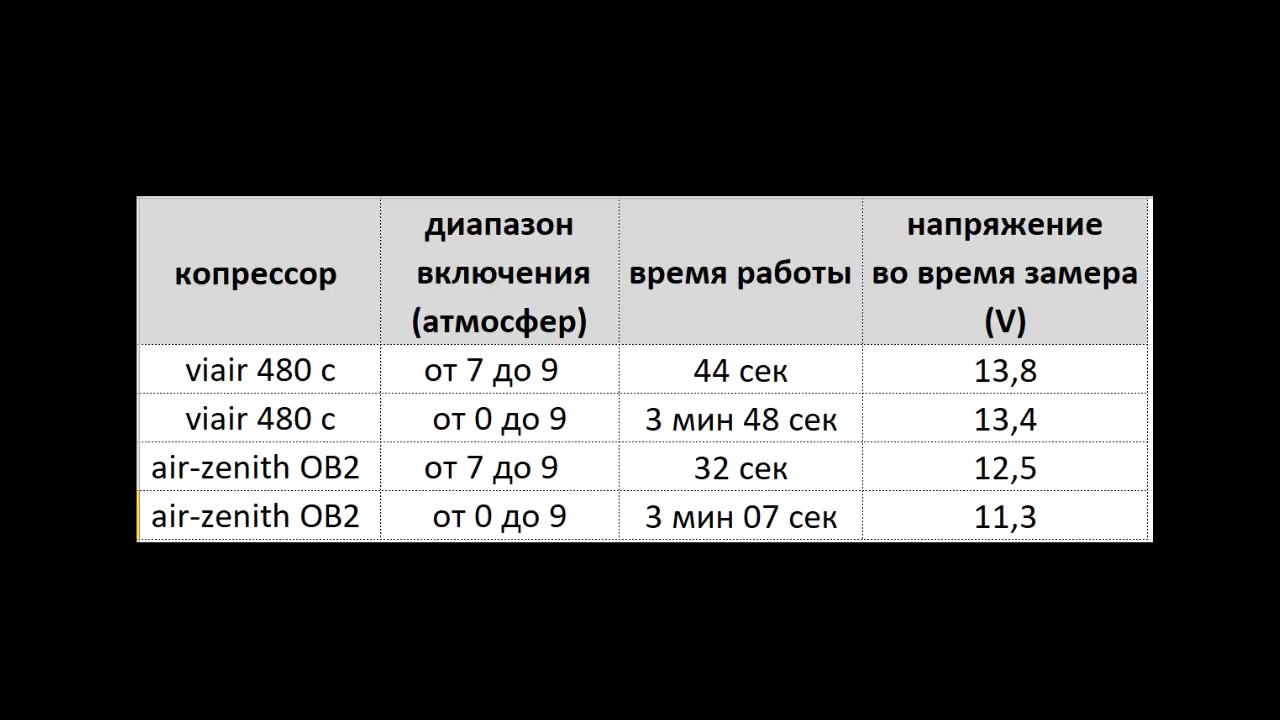 копрессор
диапазон
включения
(атмосфер)
время работы
напряжение
во время замера
(V)
viair 480 c
от 7 до 9
44 сек
13,8
viair 480 c
от 0 до 9
3 мин 48 сек
13,4
air-zenith OB2
от 7 до 9
32 сек
12,5
air-zenith OB2
от 0 до 9
3 мин 07 сек
11,3